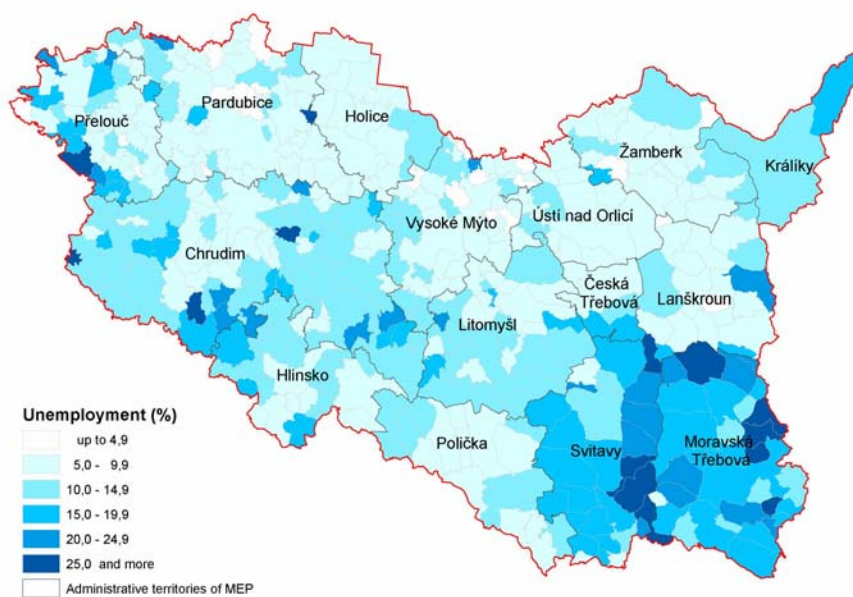 Pardubice
Přelouč
Holice
Žamberk
Králíky
Vysoké Mýto
Ústí nad Orlicí
Chrudim
Česká
Třebová
Lanškroun
Litomyšl
Hlinsko
Polička
Svitavy
Moravská
Třebová
Unemployment (%)
up to 4,9
5,0 - 9,9
10,0 - 14,9
15,0 - 19,9
20,0 - 24,9
25,0 and more
Administrative territories of MEP